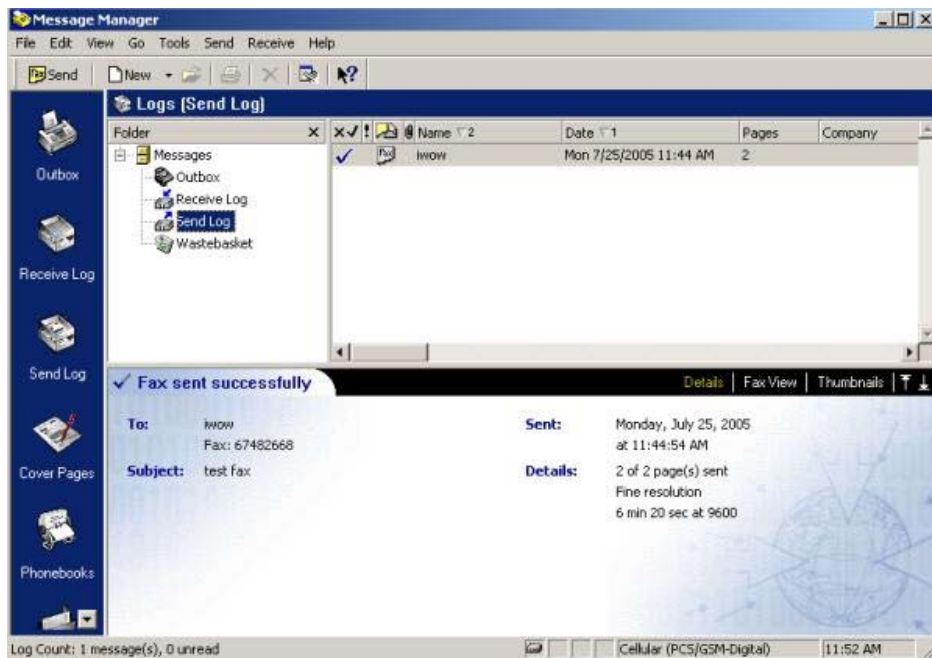 Message Manager
File Edit View Go Tools Send Receive Help
Send New
Logs (Send Log)
Folder
Name 2 Date 1 Pages Company
Messages
Outbox
Receive Log
Send Log
Wastebasket
iwow Mon 7/25/2005 11:44 AM 2
Outbox
Receive Log
Send Log
Cover Pages
Phonebooks
Fax sent successfully
Details Fax View Thumbnails
To: iwow
Fax: 67482668
Subject: test fax
Sent: Monday, July 25, 2005
at 11:44:54 AM
Details: 2 of 2 page(s) sent
Fine resolution
6 min 20 sec at 9600
Log Count: 1 message(s), 0 unread
Cellular (PCS/GSM-Digital) 11:52 AM